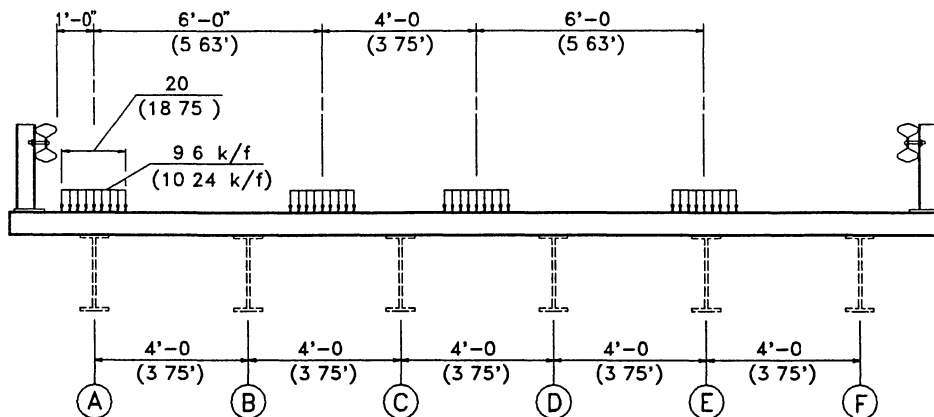 1'-0" 6'-0" 4'-0 6'-0
(5 63') (3 75') (5 63')
20
(18 75 )
9 6 k/f
(10 24 k/f)
4'-0 4'-0 4'-0 4'-0 4'-0
(3 75') (3 75') (3 75') (3 75') (3 75')
A B C D E F